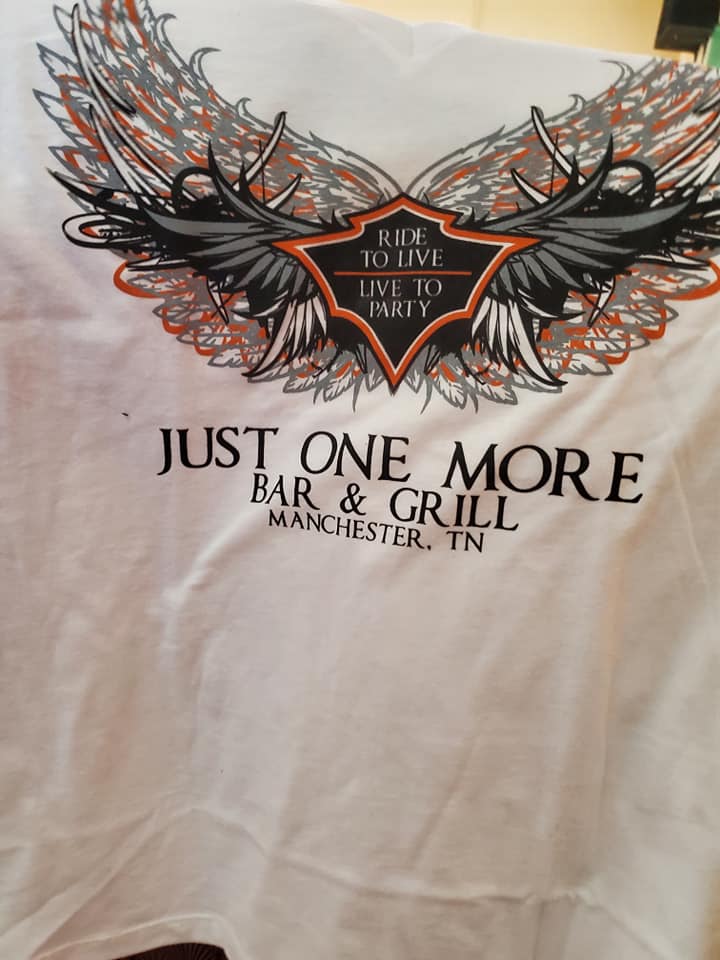 RIDE
TO LIVE
LIVE TO
PARTY
JUST ONE MORE
BAR & GRILL
MANCHESTER, TN